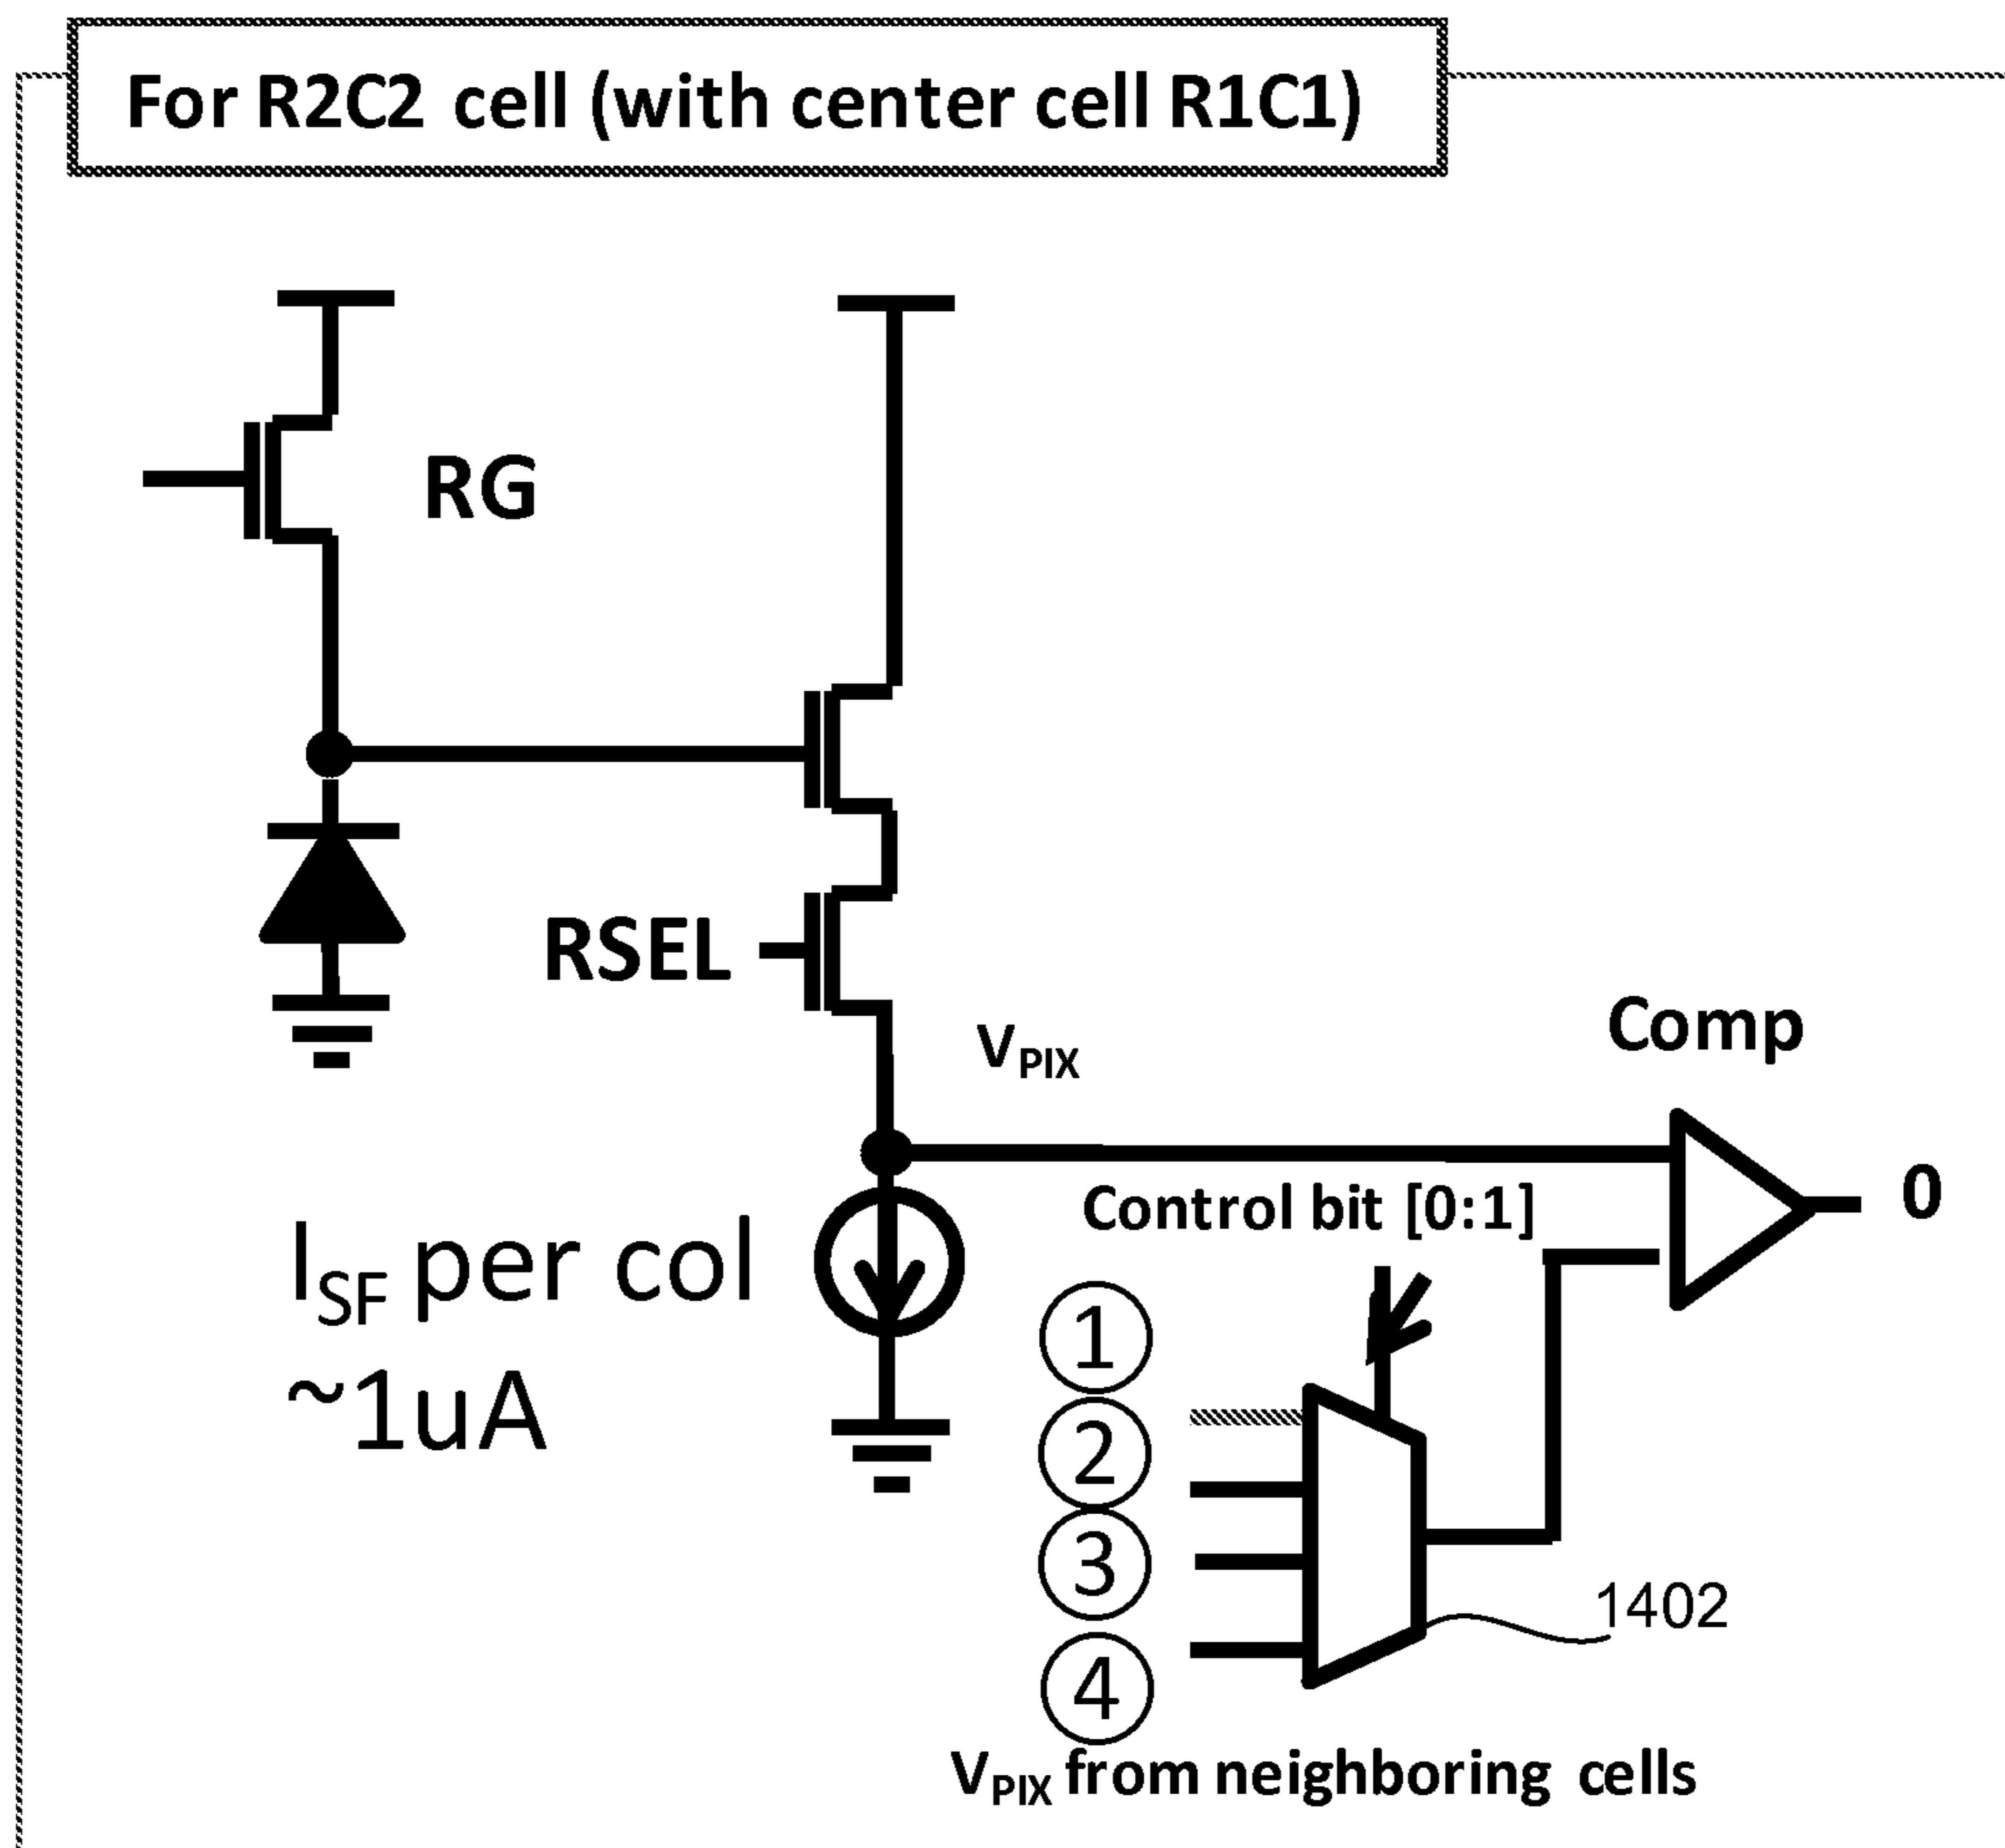 For R2C2 cell (with center cell R1C1)
RG
RSEL
VPIX
Comp
0
Control bit [0:1]
ISF per col
~1uA
1
2
3
4
1402
VPIX from neighboring cells